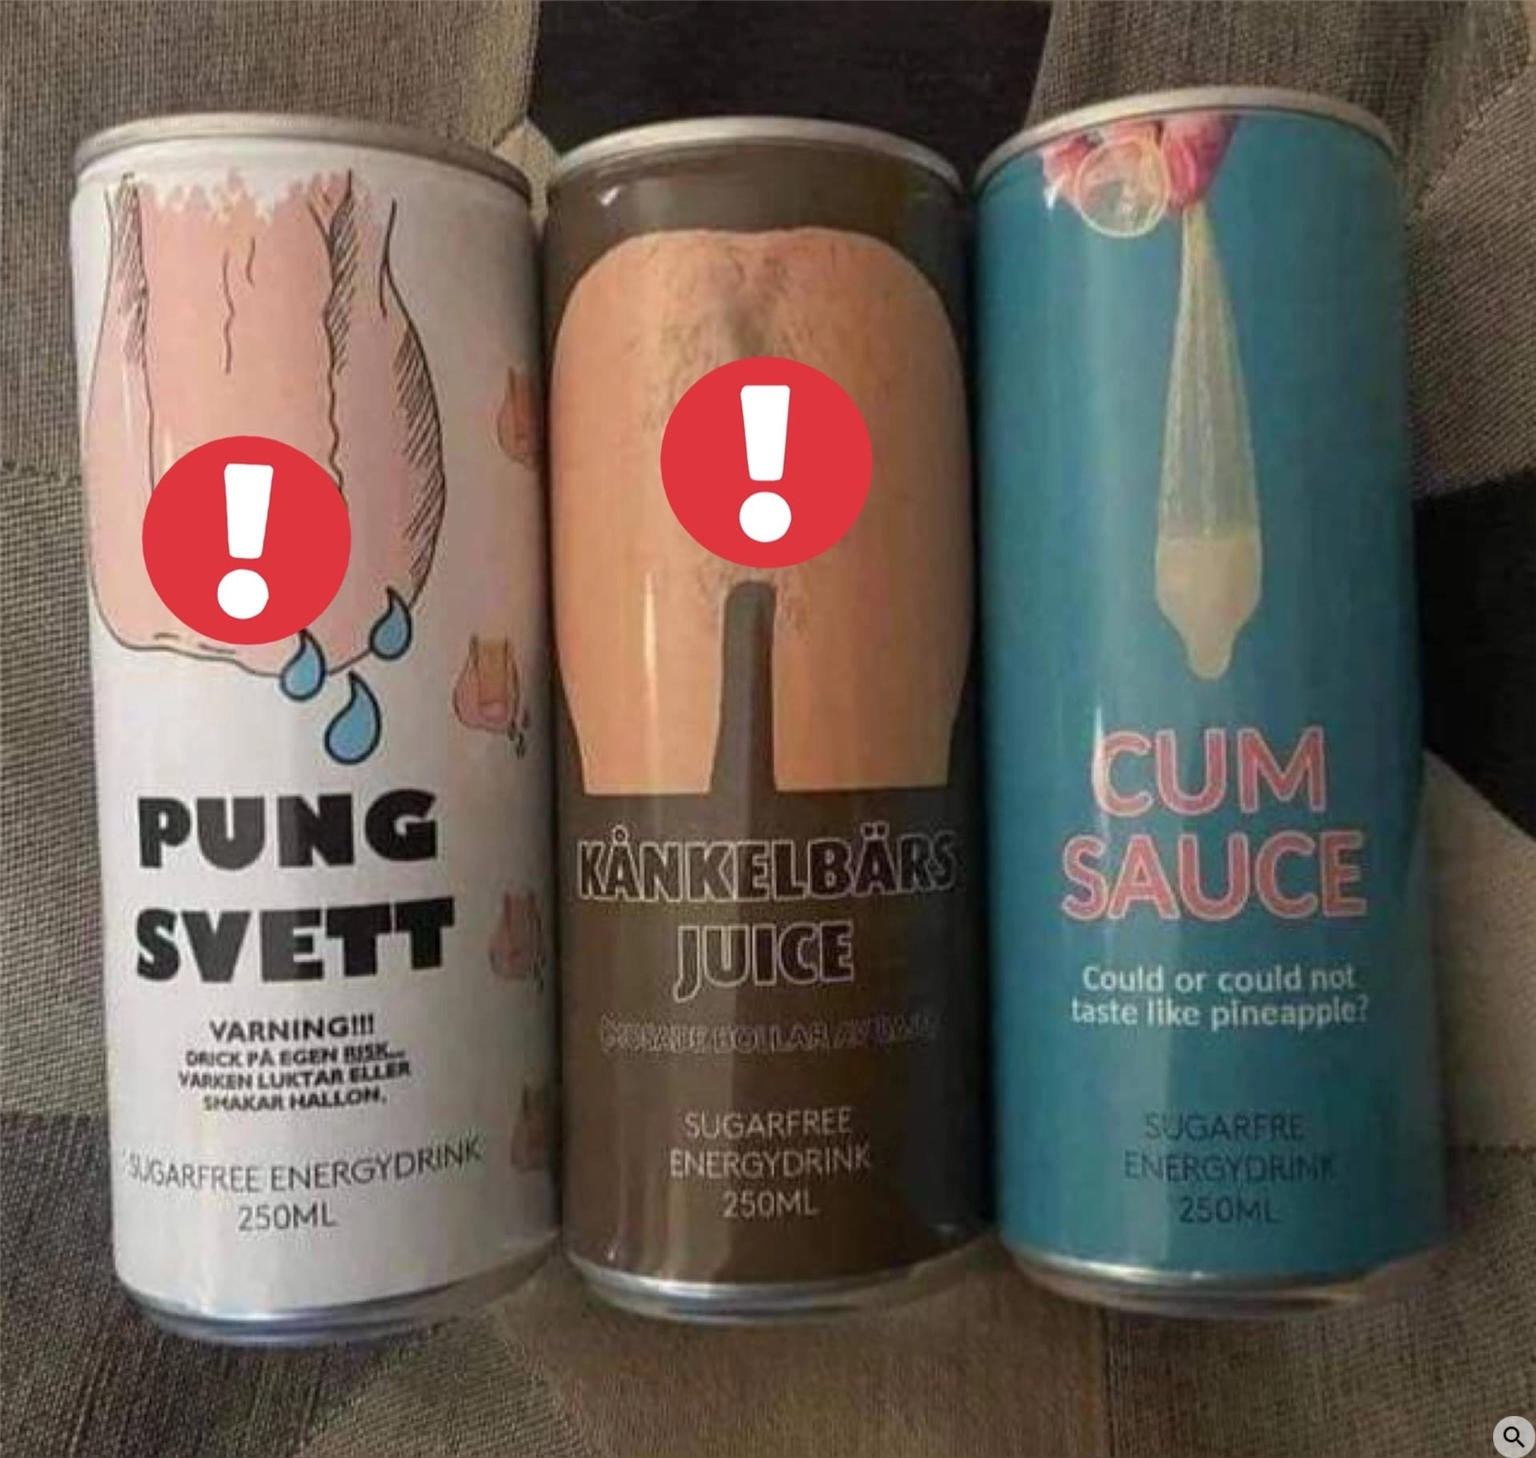 PUNG
SVETT
VARNING!!!
DRICK PÅ EGEN RISK...
VARKEN LUKTAR ELLER
SMAKAR HALLON.
SUGARFREE ENERGYDRINK
250ML
KÅNKELBÄRS
JUICE
SUGARFREE
ENERGYDRINK
250ML
CUM
SAUCE
Could or could not
taste like pineapple?
SUGARFRE
ENERGYDRINK
250ML